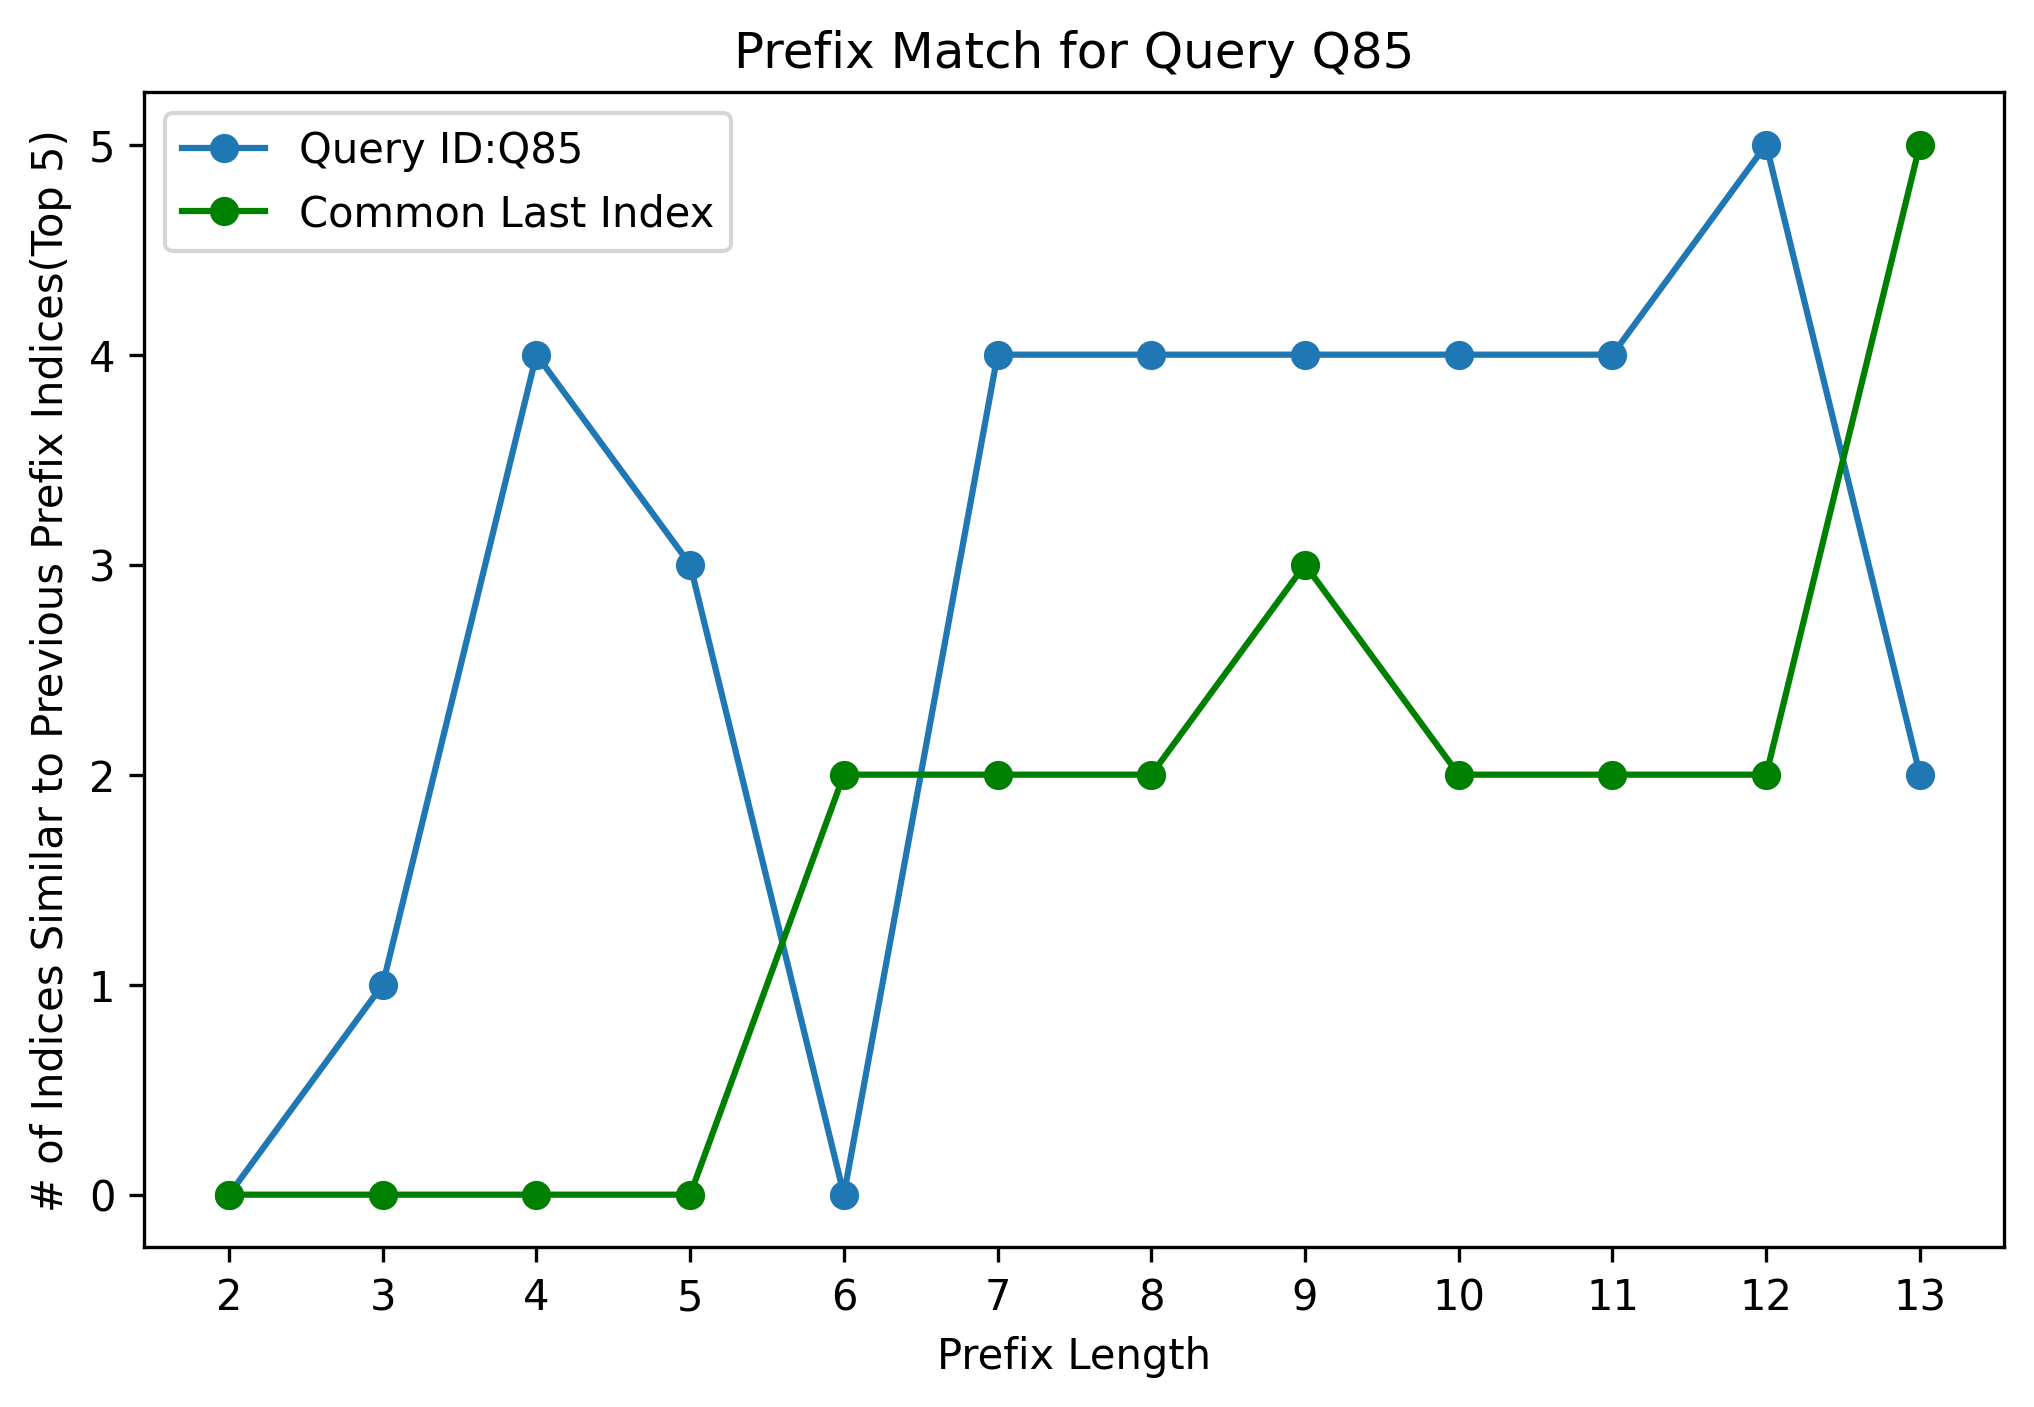 Prefix Match for Query Q85
Query ID:Q85
Common Last Index
# of Indices Similar to Previous Prefix Indices(Top 5)
5
4
3
2
1
0
2 3 4 5 6 7 8 9 10 11 12 13
Prefix Length